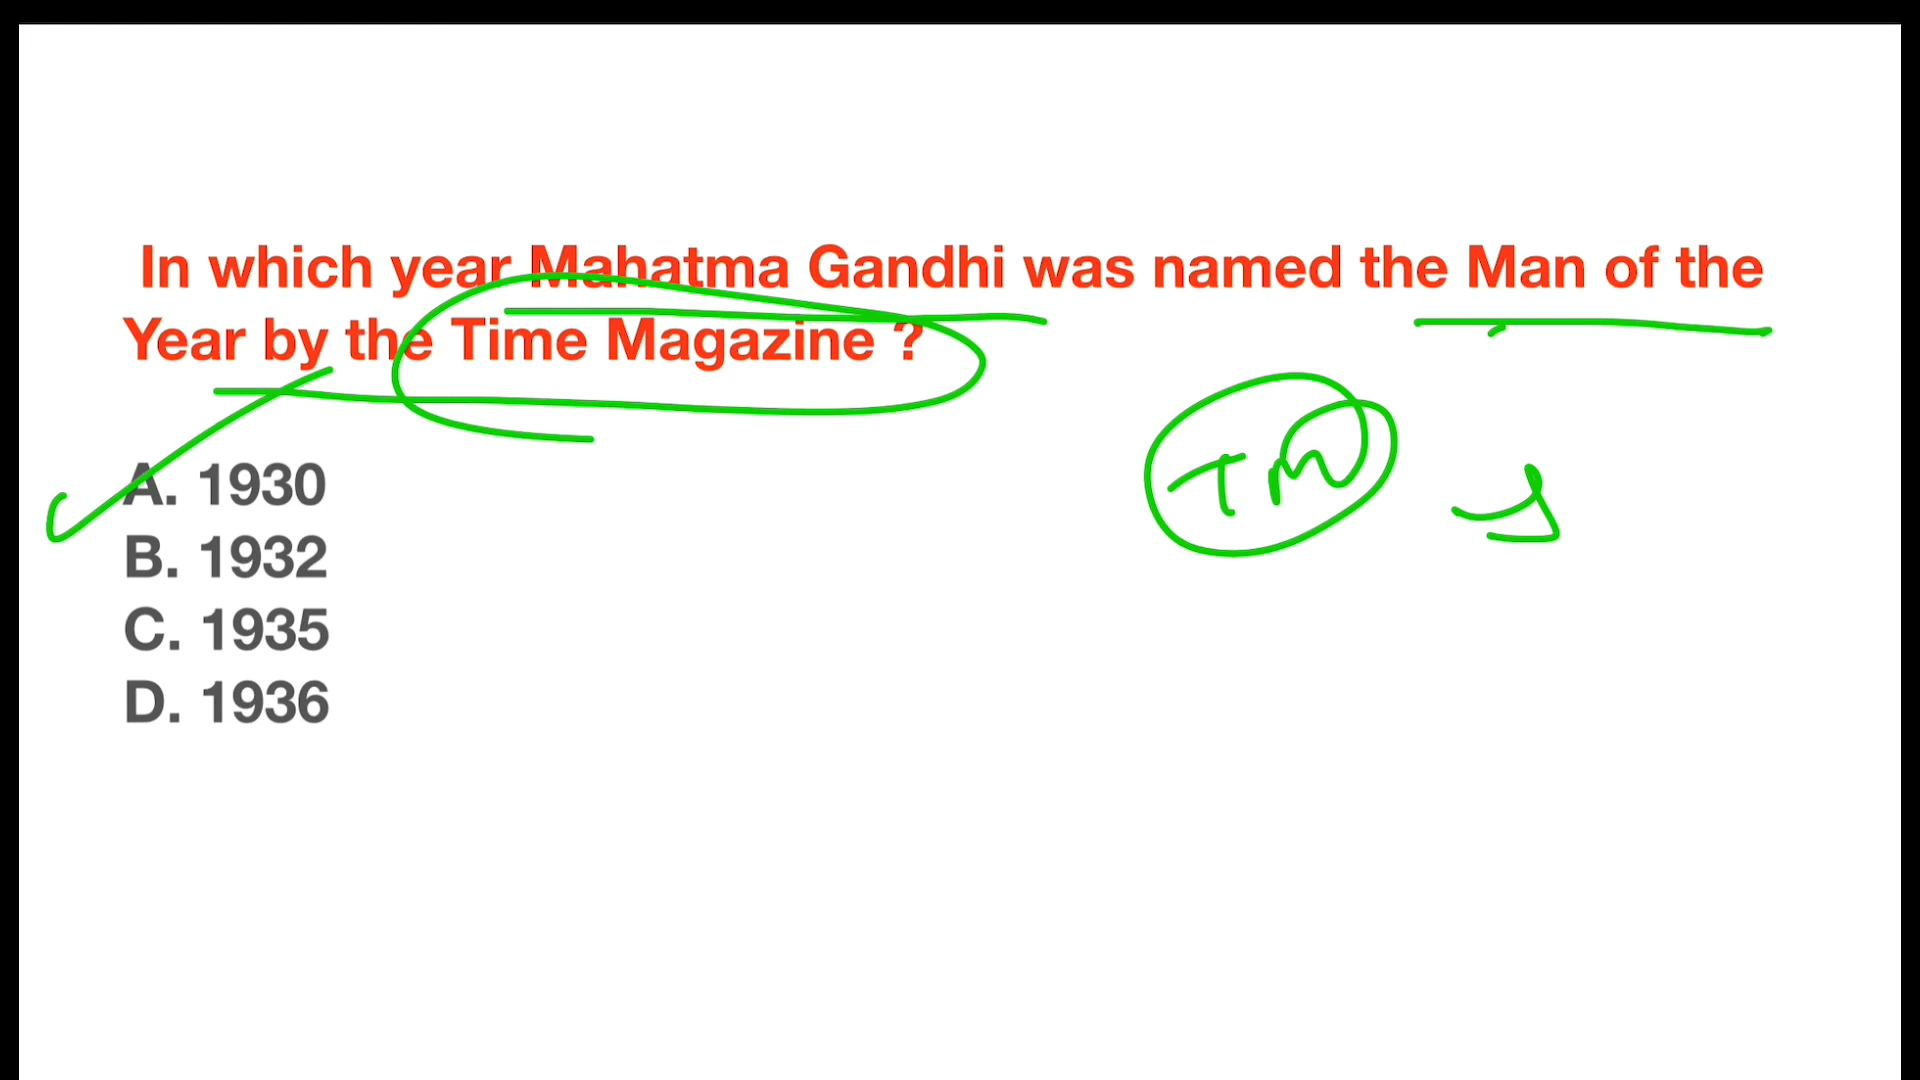 In which year Mahatma Gandhi was named the Man of the
Year by the Time Magazine ?
TM
A. 1930
B. 1932
C. 1935
D. 1936